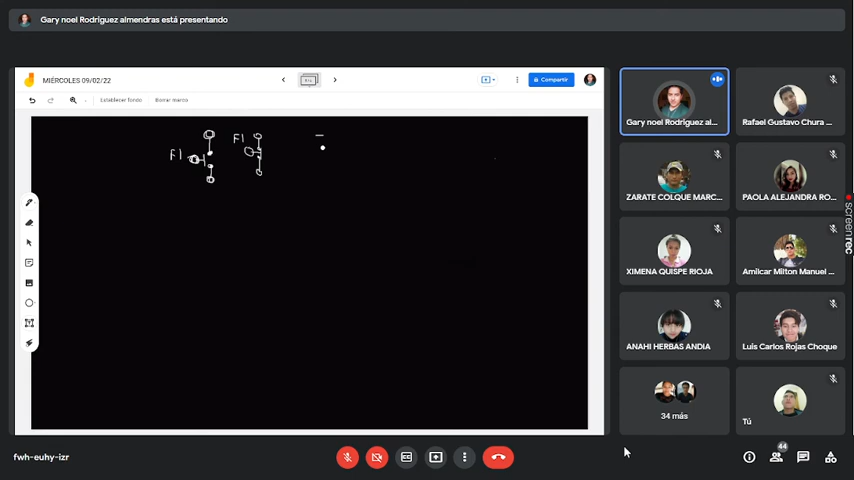 Gary noel Rodriguez almendras está presentando
MIÉRCOLES 09/02/22
Compartir
Establecer fondo
Borrar marco
F1
F1
Gary noel Rodriguez al...
Rafael Gustavo Chura ...
ZARATE COLQUE MARC...
PAOLA ALEJANDRA RO...
XIMENA QUISPE RIOJA
Amilcar Milton Manuel ...
ANAHI HERBAS ANDIA
Luis Carlos Rojas Choque
34 más
Tú
fwh-euhy-izr
44
screenrec